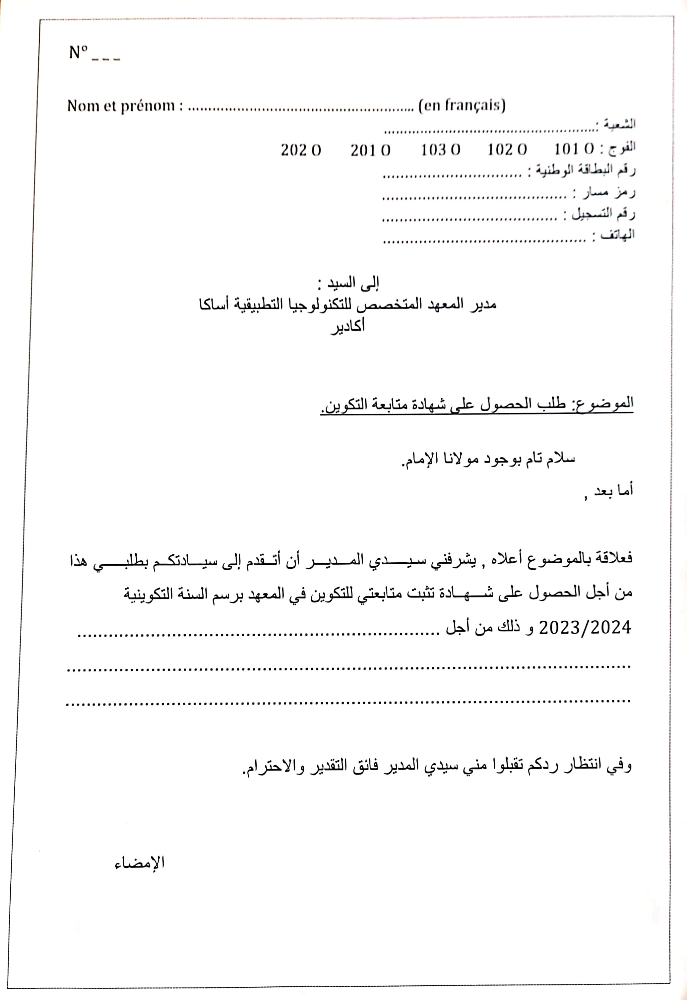 N° _ _ _
Nom et prénom : ........................................................ (en français)
الشعبة :.....................................................
الفوج : O 101 O 102 O 103 O 201 O 202
رقم البطاقة الوطنية : ..................................
رمز مسار : ..............................................
رقم التسجيل : ............................................
الهاتف : ..................................................
إلى السيد :
مدير المعهد المتخصص للتكنولوجيا التطبيقية أساكا
أكادير
الموضوع: طلب الحصول على شهادة متابعة التكوين.
سلام تام بوجود مولانا الإمام.
أما بعد ,
فعلاقة بالموضوع أعلاه , يشرفني سيـــدي المـــديـــر أن أتـقدم إلى سيــادتكــم بطلبـــي هذا
من أجل الحصول على شـــهــادة تثبت متابعتي للتكوين في المعهد برسم السنة التكوينية
2023/2024 و ذلك من أجل ......................................................................
.............................................................................................................
.............................................................................................................
وفي انتظار ردكم تقبلوا مني سيدي المدير فائق التقدير والاحترام.
الإمضاء